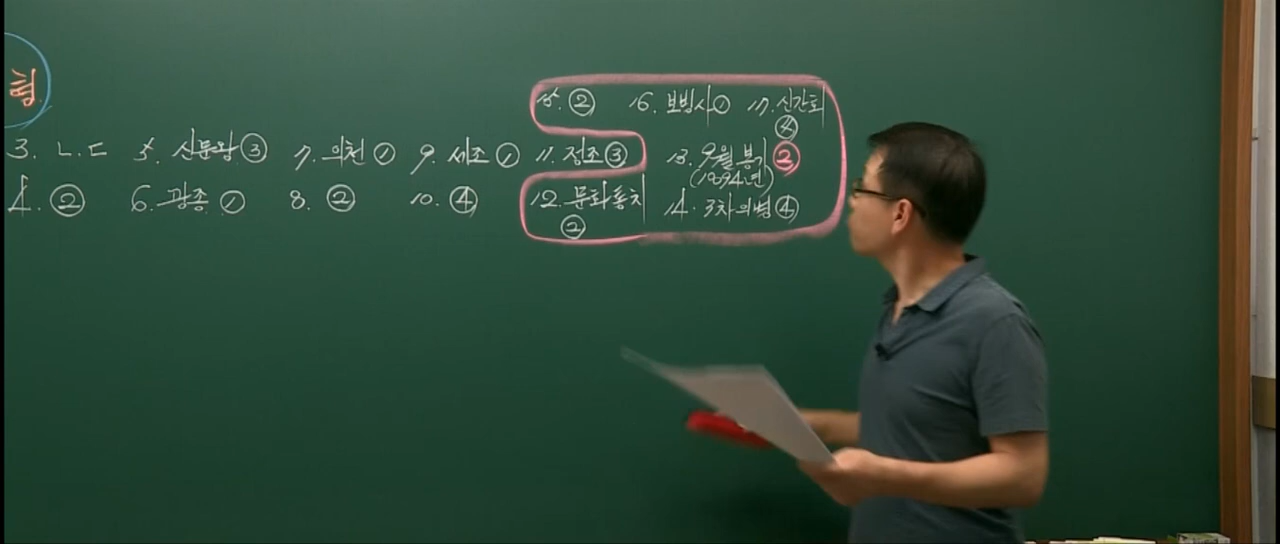 립
3. ㄴ.ㄷ
4. ②
5. 신문왕 ③
6. 광종 ①
7. 의천 ①
8. ②
9. 세조 ①
10. ④
11. 정조 ③
12. 문화통치
②
13. 9월 봉기 ②
(1894년)
14. 3차 의병 ④
15. ②
16. 보빙사 ①
17. 신간회
④